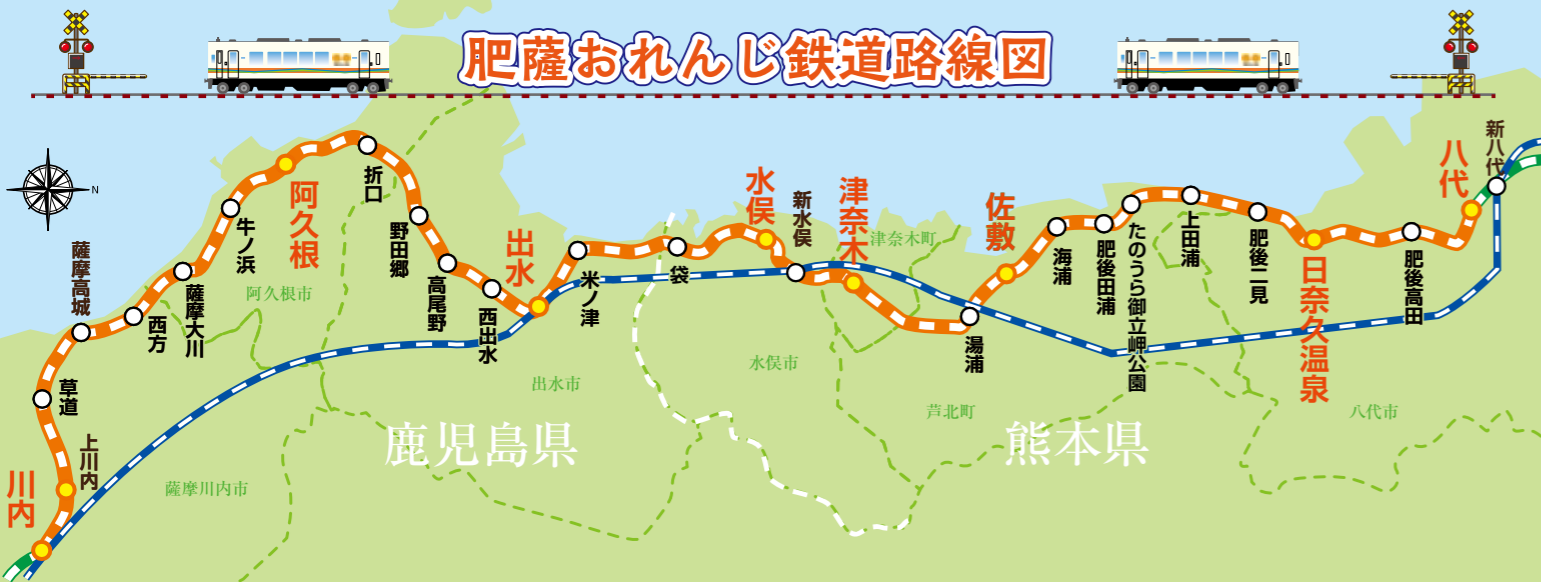 肥薩おれんじ鉄道路線図
N
川内
上川内
草道
薩摩高城
西方
薩摩大川
牛ノ浜
阿久根
折口
野田郷
高尾野
西出水
出水
米ノ津
袋
水俣
新水俣
津奈木
湯浦
佐敷
海浦
肥後田浦
たのうら御立岬公園
上田浦
肥後二見
日奈久温泉
肥後高田
八代
新八代
阿久根市
薩摩川内市
出水市
水俣市
津奈木町
芦北町
八代市
鹿児島県
熊本県